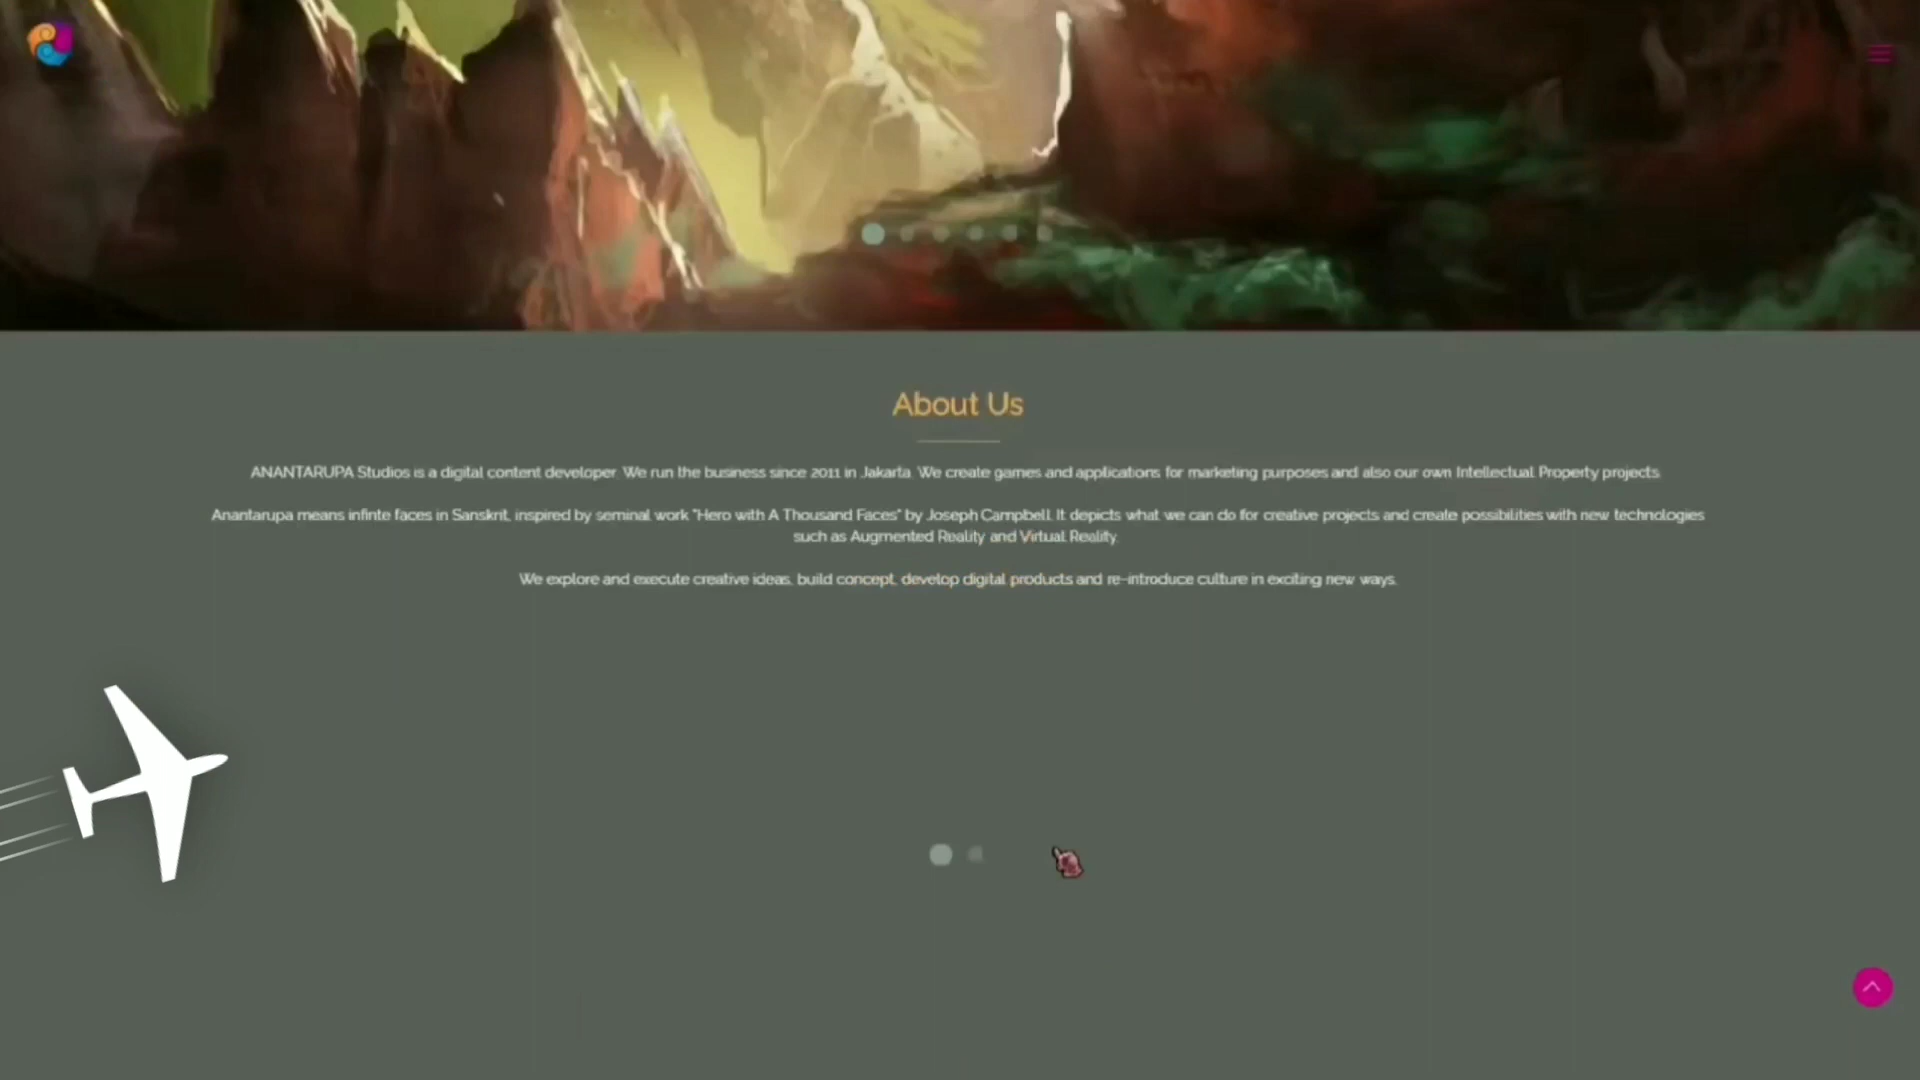 About Us
ANANTARUPA Studios is a digital content developer. We run the business since 2011 in Jakarta. We create games and applications for marketing purposes and also our own Intellectual Property projects.
Anantarupa means infinte faces in Sanskrit, inspired by seminal work "Hero with A Thousand Faces" by Joseph Campbell. It depicts what we can do for creative projects and create possibilities with new technologies
such as Augmented Reality and Virtual Reality.
We explore and execute creative ideas, build concept, develop digital products and re-introduce culture in exciting new ways.